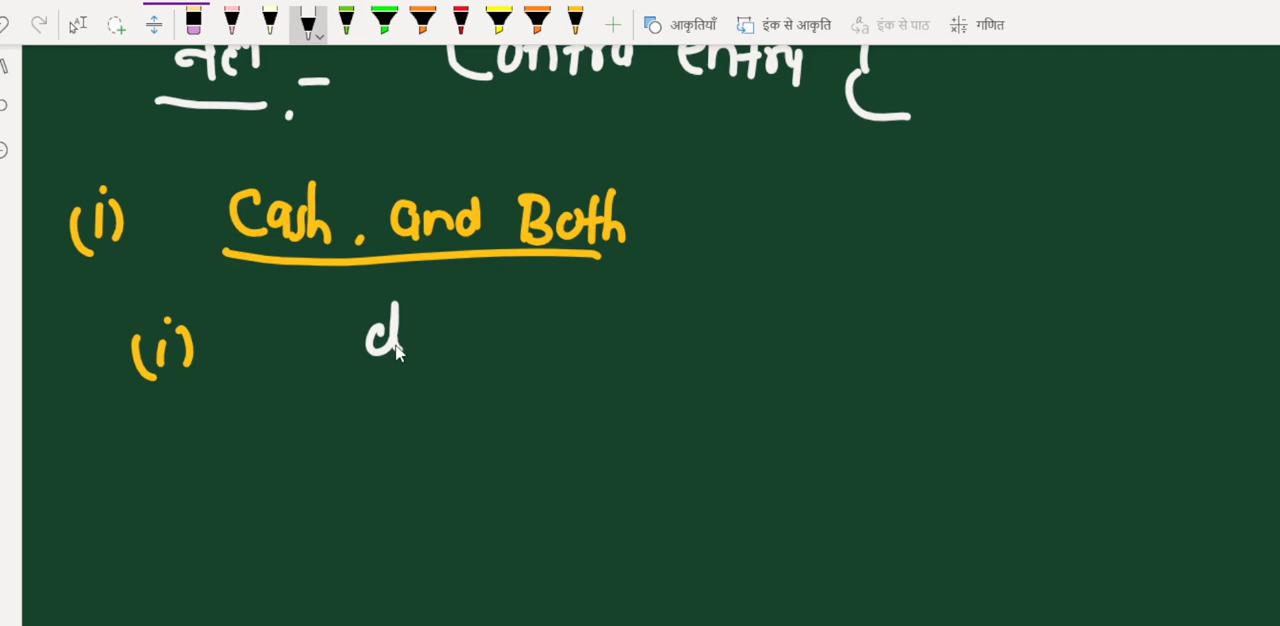 आकृतियाँ इंक से आकृति इंक से पाठ गणित
Contra entry {
(i) Cash. and Both
(i) d